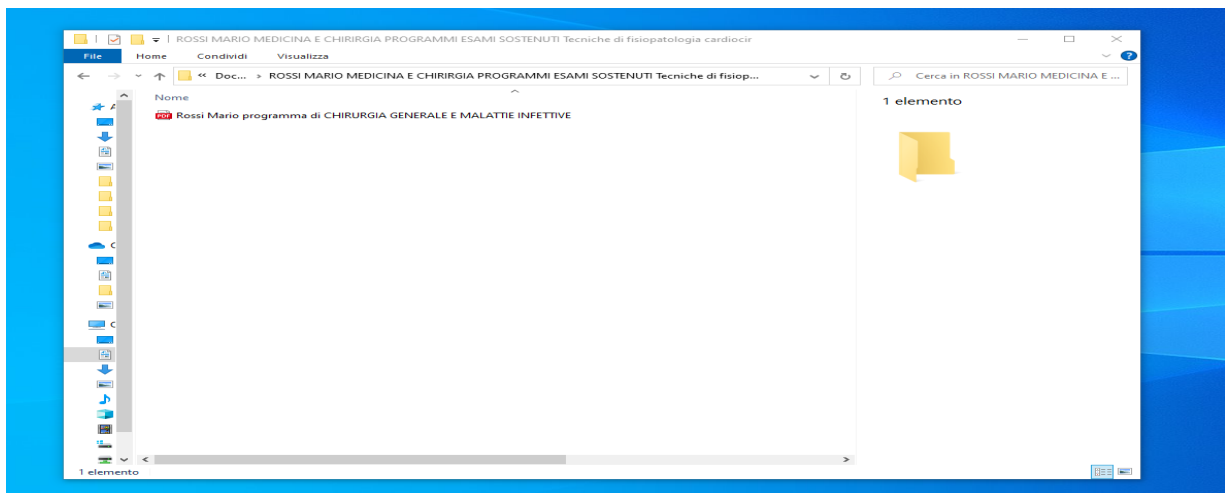 ROSSI MARIO MEDICINA E CHIRIRGIA PROGRAMMI ESAMI SOSTENUTI Tecniche di fisiopatologia cardiocir
File Home Condividi Visualizza
« Doc... > ROSSI MARIO MEDICINA E CHIRIRGIA PROGRAMMI ESAMI SOSTENUTI Tecniche di fisiop...
Cerca in ROSSI MARIO MEDICINA E ...
Nome
1 elemento
PDF Rossi Mario programma di CHIRURGIA GENERALE E MALATTIE INFETTIVE
1 elemento